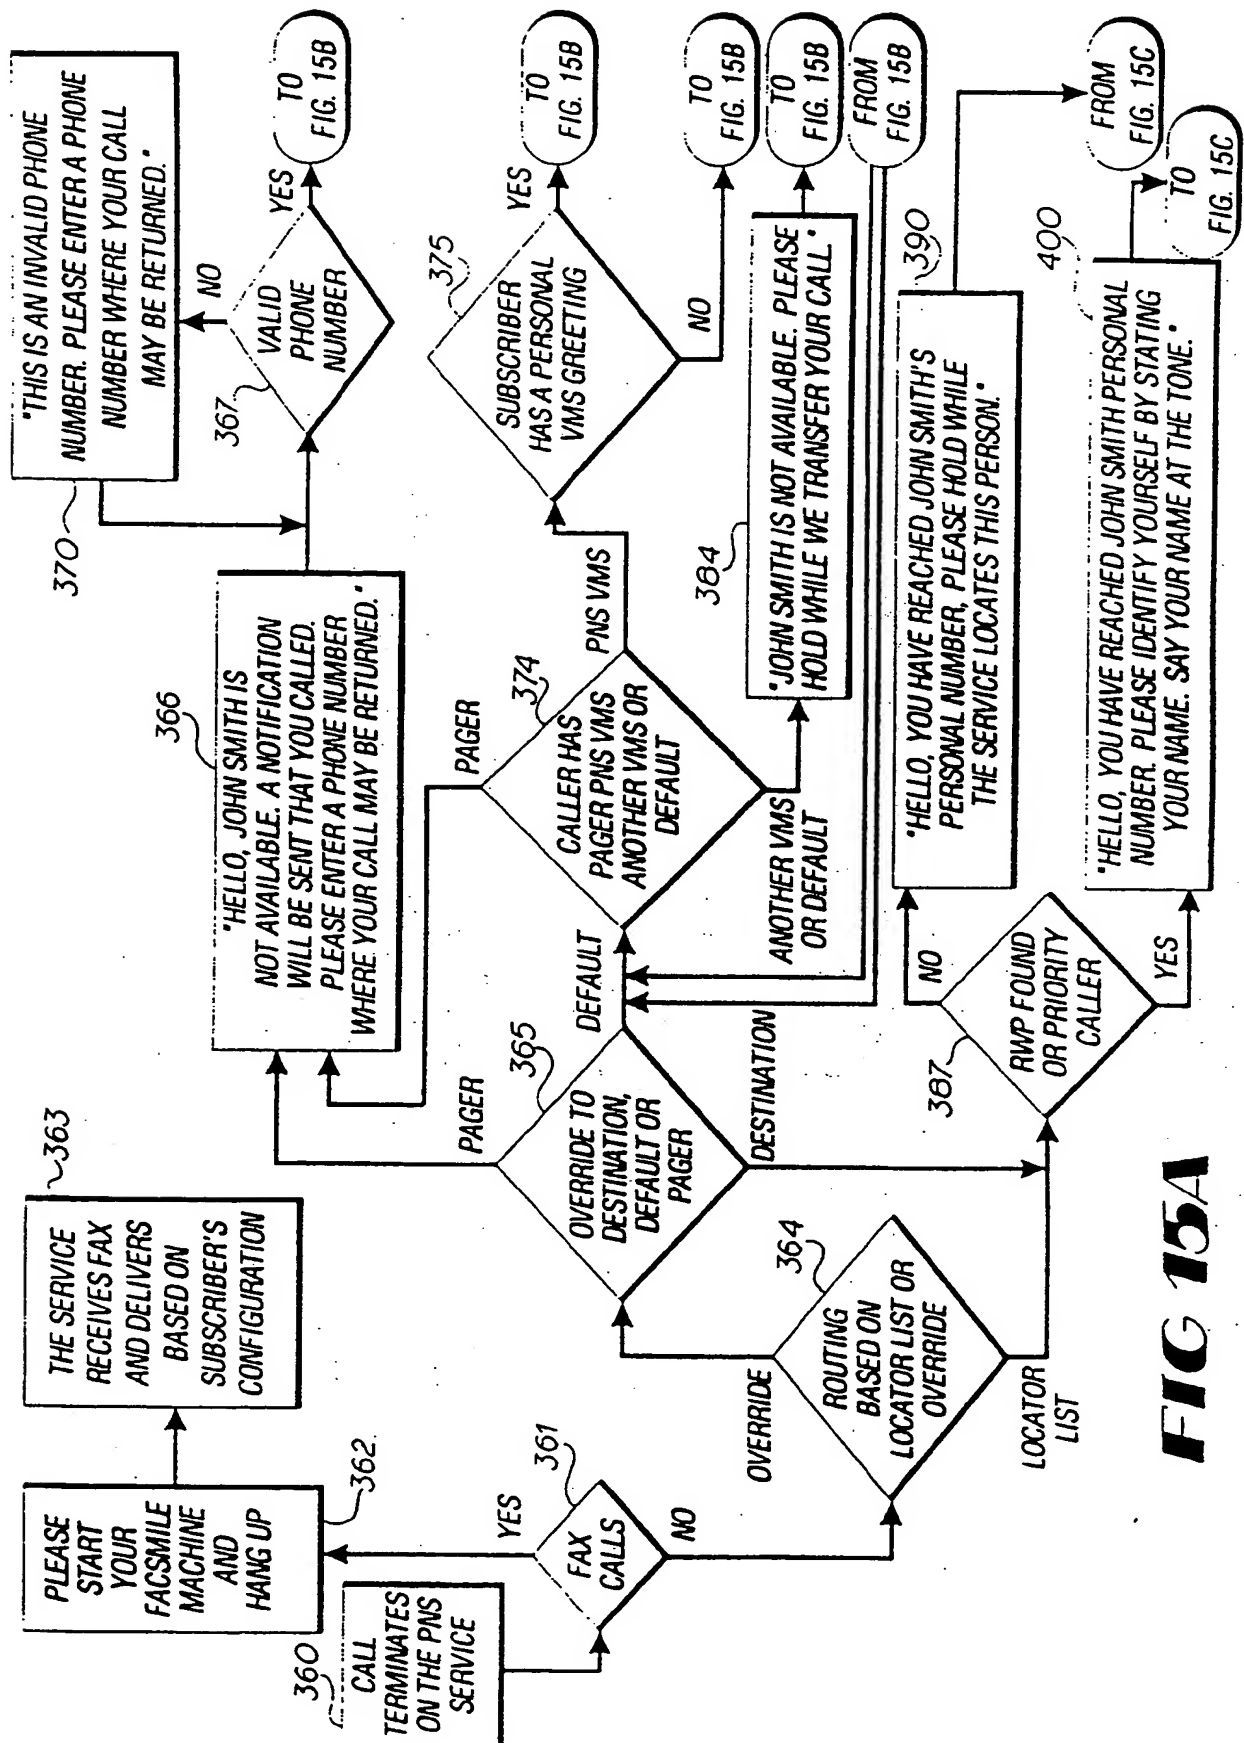 360
CALL
TERMINATES
ON THE PNS
SERVICE
361
FAX
CALLS
YES
NO
PLEASE
START
YOUR
FACSMILE
MACHINE
AND
HANG UP
362
THE SERVICE
RECEIVES FAX
AND DELIVERS
BASED ON
SUBSCRIBER'S
CONFIGURATION
363
364
ROUTING
BASED ON
LOCATOR LIST OR
OVERRIDE
OVERRIDE
LOCATOR
LIST
365
OVERRIDE TO
DESTINATION,
DEFAULT OR
PAGER
PAGER
DEFAULT
DESTINATION
366
"HELLO, JOHN SMITH IS
NOT AVAILABLE. A NOTIFICATION
WILL BE SENT THAT YOU CALLED.
PLEASE ENTER A PHONE NUMBER
WHERE YOUR CALL MAY BE RETURNED."
367
VALID
PHONE
NUMBER
NO
YES
TO
FIG. 15B
370
"THIS IS AN INVALID PHONE
NUMBER. PLEASE ENTER A PHONE
NUMBER WHERE YOUR CALL
MAY BE RETURNED."
374
CALLER HAS
PAGER PNS VMS
ANOTHER VMS OR
DEFAULT
PAGER
PNS VMS
ANOTHER VMS
OR DEFAULT
375
SUBSCRIBER
HAS A PERSONAL
VMS GREETING
YES
TO
FIG. 15B
NO
TO
FIG. 15B
384
"JOHN SMITH IS NOT AVAILABLE. PLEASE
HOLD WHILE WE TRANSFER YOUR CALL."
TO
FIG. 15B
FROM
FIG. 15B
387
RWP FOUND
OR PRIORITY
CALLER
NO
YES
390
"HELLO, YOU HAVE REACHED JOHN SMITH'S
PERSONAL NUMBER, PLEASE HOLD WHILE
THE SERVICE LOCATES THIS PERSON."
FROM
FIG. 15C
400
"HELLO, YOU HAVE REACHED JOHN SMITH PERSONAL
NUMBER. PLEASE IDENTIFY YOURSELF BY STATING
YOUR NAME. SAY YOUR NAME AT THE TONE."
TO
FIG. 15C
FIG 15A